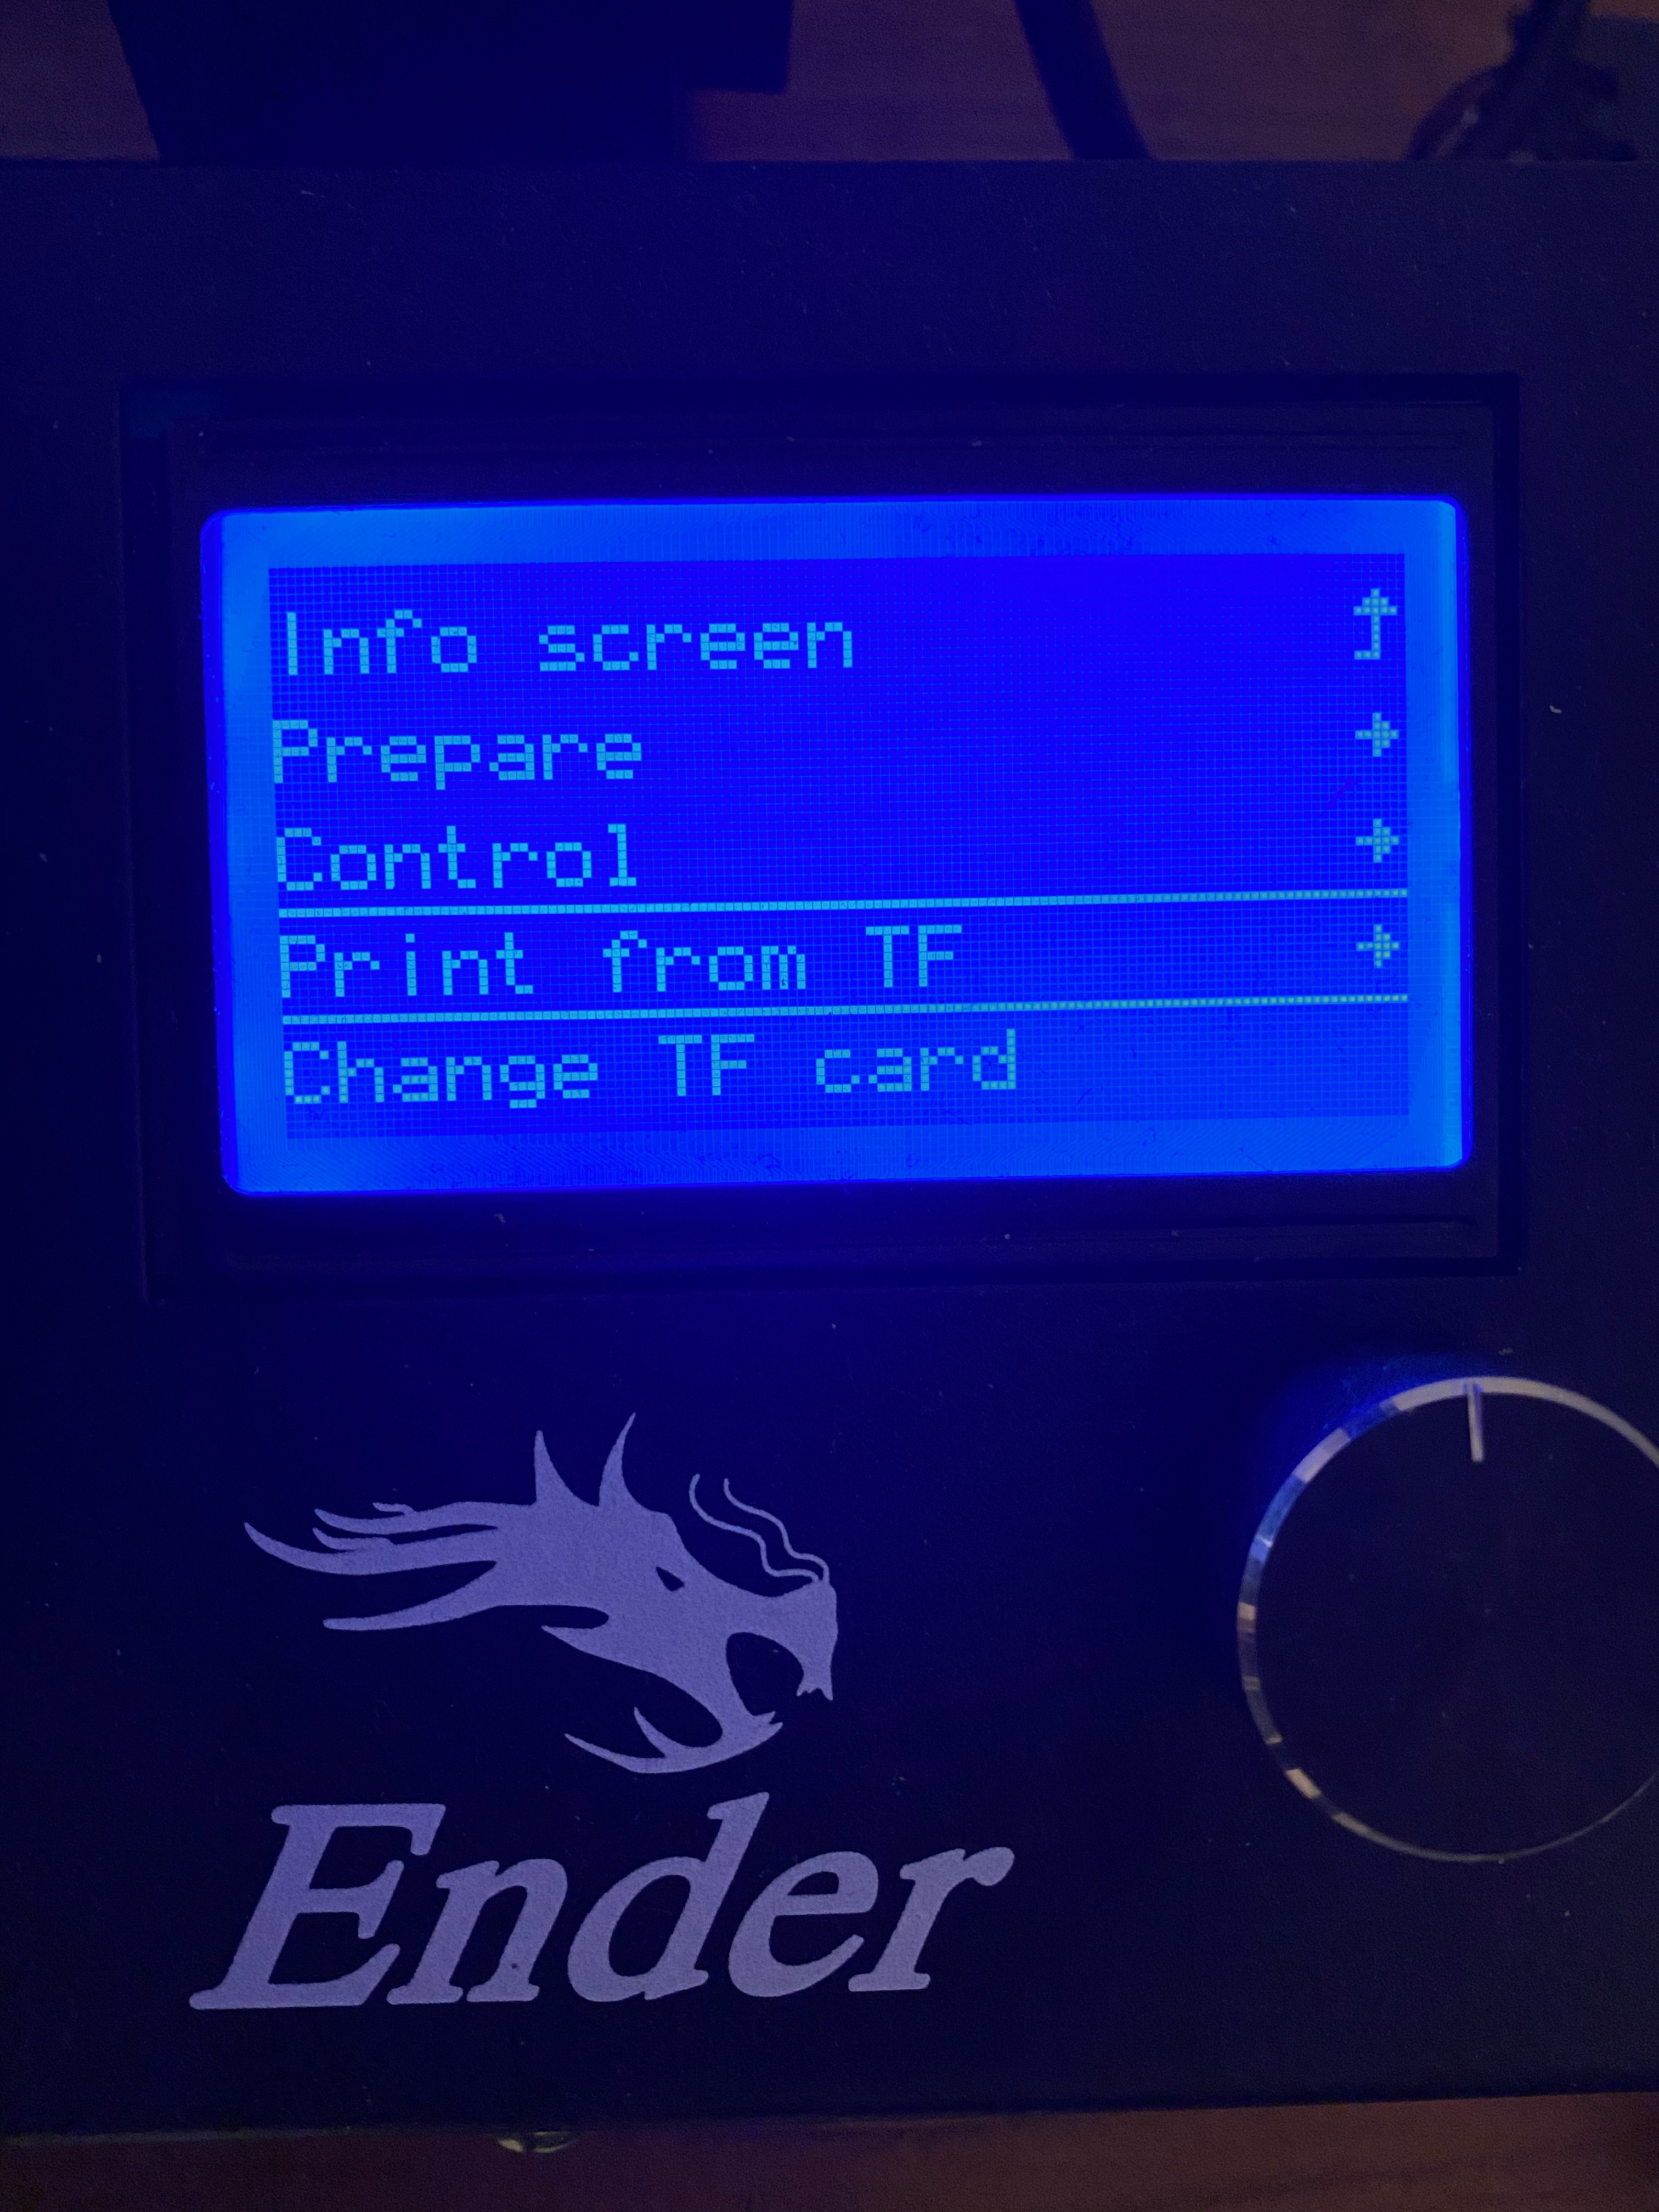 Info screen
Prepare
Control
Print from TF
Change TF card
Ender